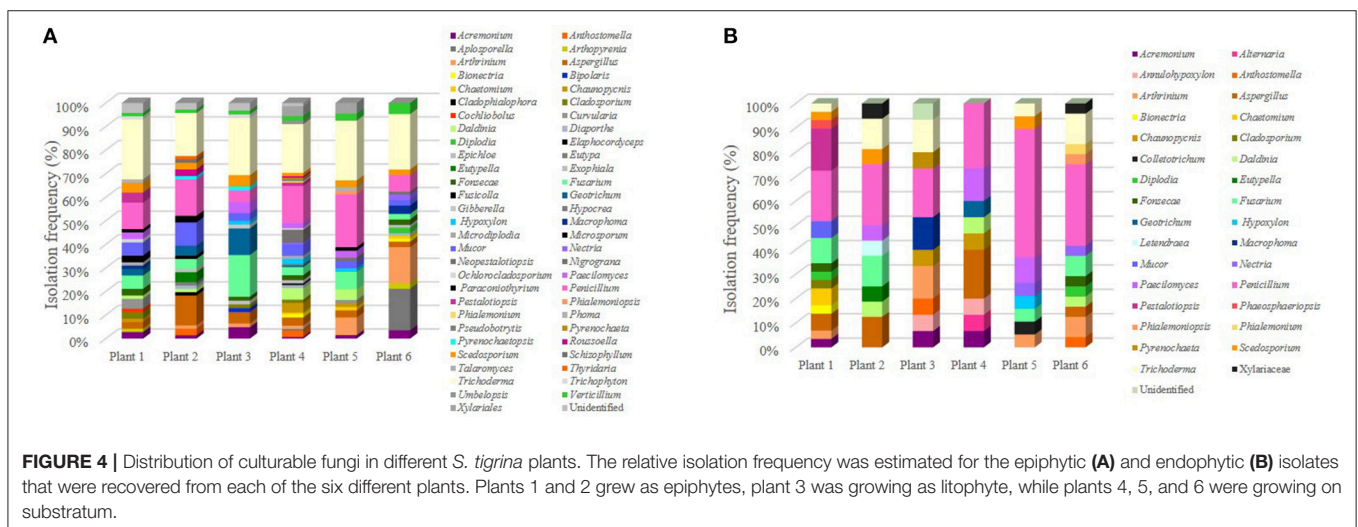 A
Isolation frequency (%)
100%
90%
80%
70%
60%
50%
40%
30%
20%
10%
0%
Plant 1 Plant 2 Plant 3 Plant 4 Plant 5 Plant 6
Acremonium Anthostomella
Aplosporella Arthopyrenia
Arthrinium Aspergillus
Bionectria Bipolaris
Chaetomium Chaunopycnis
Cladophialophora Cladosporium
Cochliobolus Curvularia
Daldinia Diaporthe
Diplodia Elaphocordyceps
Epichloe Eutypa
Eutypella Exophiala
Fonsecae Fusarium
Fusicolla Geotrichum
Gibberella Hypocrea
Hypoxylon Macrophoma
Microdiplodia Microsporum
Mucor Nectria
Neopestalotiopsis Nigrograna
Ochrocladosporium Paecilomyces
Paraconiothyrium Penicillium
Pestalotiopsis Phialemoniopsis
Phialemonium Phoma
Pseudobotrytis Pyrenochaeta
Pyrenochaetopsis Roussoella
Scedosporium Schizophyllum
Talaromyces Thyridaria
Trichoderma Trichophyton
Umbelopsis Verticillium
Xylariales Unidentified
B
Isolation frequency (%)
100%
90%
80%
70%
60%
50%
40%
30%
20%
10%
0%
Plant 1 Plant 2 Plant 3 Plant 4 Plant 5 Plant 6
Acremonium Alternaria
Annulohypoxylon Anthostomella
Arthrinium Aspergillus
Bionectria Chaetomium
Chaunopycnis Cladosporium
Colletotrichum Daldinia
Diplodia Eutypella
Fonsecae Fusarium
Geotrichum Hypoxylon
Letendraea Macrophoma
Mucor Nectria
Paecilomyces Penicillium
Pestalotiopsis Phaeosphaeriopsis
Phialemoniopsis Phialemonium
Pyrenochaeta Scedosporium
Trichoderma Xylariaceae
Unidentified
FIGURE 4 | Distribution of culturable fungi in different S. tigrina plants. The relative isolation frequency was estimated for the epiphytic (A) and endophytic (B) isolates
that were recovered from each of the six different plants. Plants 1 and 2 grew as epiphytes, plant 3 was growing as litophyte, while plants 4, 5, and 6 were growing on
substratum.